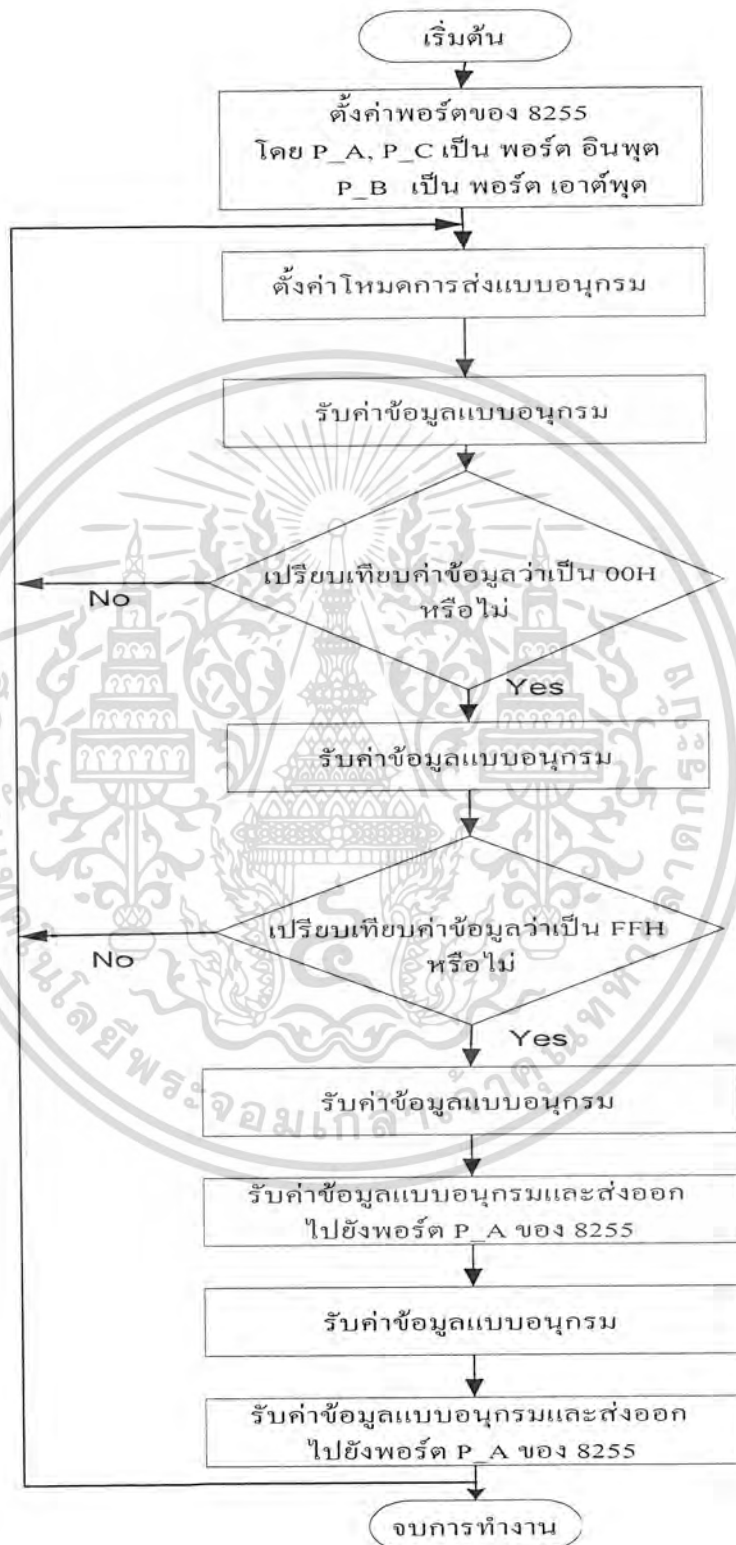 เริ่มต้น
ตั้งค่าพอร์ตของ 8255
โดย P_A, P_C เป็น พอร์ต อินพุต
P_B เป็น พอร์ต เอาต์พุต
ตั้งค่าโหมดการส่งแบบอนุกรม
รับค่าข้อมูลแบบอนุกรม
เปรียบเทียบค่าข้อมูลว่าเป็น 00H
หรือไม่
No
Yes
รับค่าข้อมูลแบบอนุกรม
เปรียบเทียบค่าข้อมูลว่าเป็น FFH
หรือไม่
No
Yes
รับค่าข้อมูลแบบอนุกรม
รับค่าข้อมูลแบบอนุกรมและส่งออก
ไปยังพอร์ต P_A ของ 8255
รับค่าข้อมูลแบบอนุกรม
รับค่าข้อมูลแบบอนุกรมและส่งออก
ไปยังพอร์ต P_A ของ 8255
จบการทำงาน